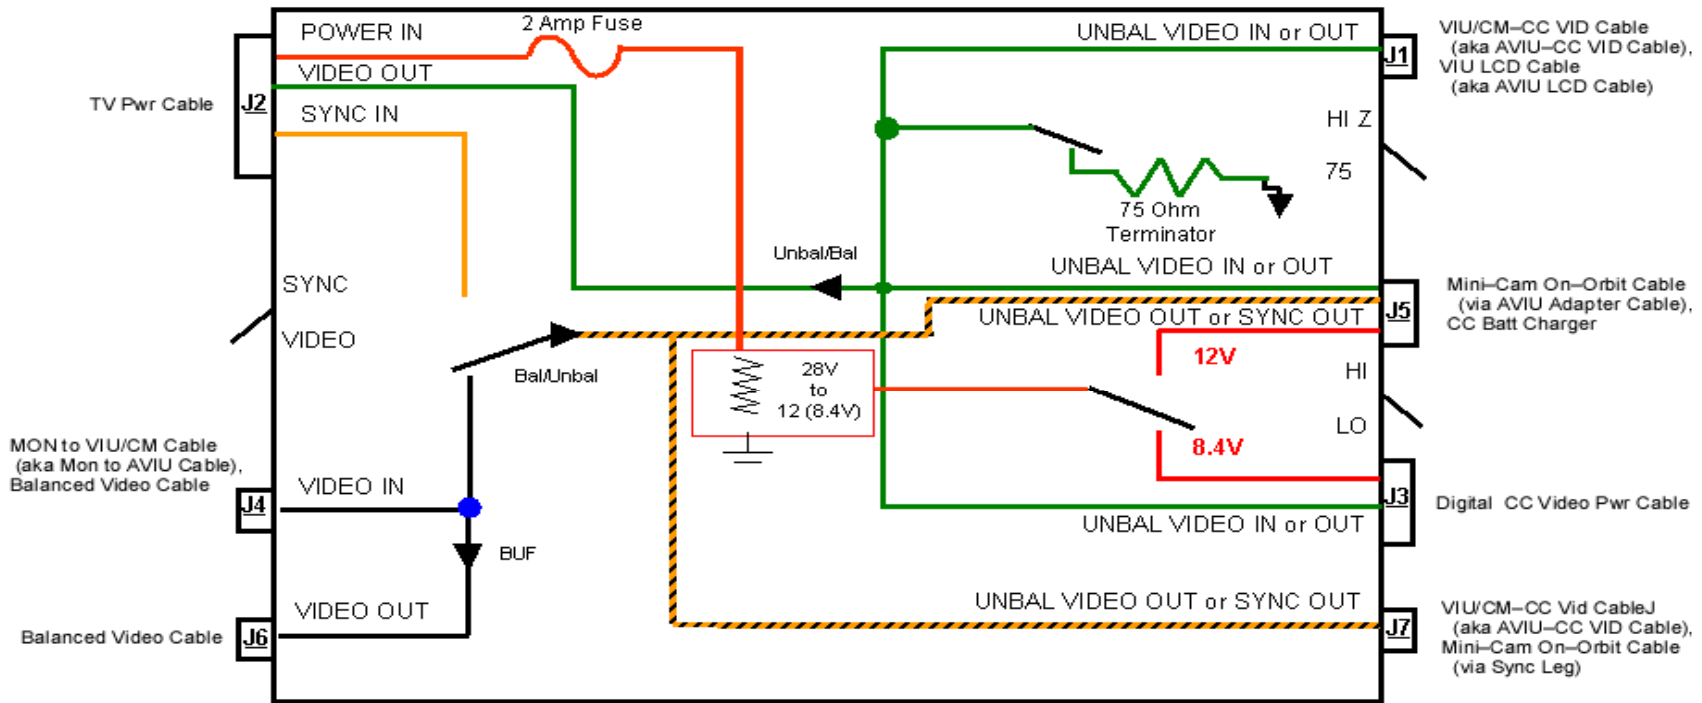 POWER IN
2 Amp Fuse
UNBAL VIDEO IN or OUT
VIU/CM–CC VID Cable
(aka AVIU–CC VID Cable),
VIU LCD Cable
(aka AVIU LCD Cable)
J1
VIDEO OUT
TV Pwr Cable
J2
SYNC IN
HI Z
75
75 Ohm
Terminator
Unbal/Bal
UNBAL VIDEO IN or OUT
SYNC
VIDEO
Mini–Cam On–Orbit Cable
(via AVIU Adapter Cable),
CC Batt Charger
J5
UNBAL VIDEO OUT or SYNC OUT
12V
Bal/Unbal
28V
to
12 (8.4V)
HI
LO
8.4V
MON to VIU/CM Cable
(aka Mon to AVIU Cable),
Balanced Video Cable
J4
VIDEO IN
J3
Digital CC Video Pwr Cable
UNBAL VIDEO IN or OUT
BUF
VIDEO OUT
Balanced Video Cable
J6
UNBAL VIDEO OUT or SYNC OUT
J7
VIU/CM–CC Vid CableJ
(aka AVIU–CC VID Cable),
Mini–Cam On–Orbit Cable
(via Sync Leg)